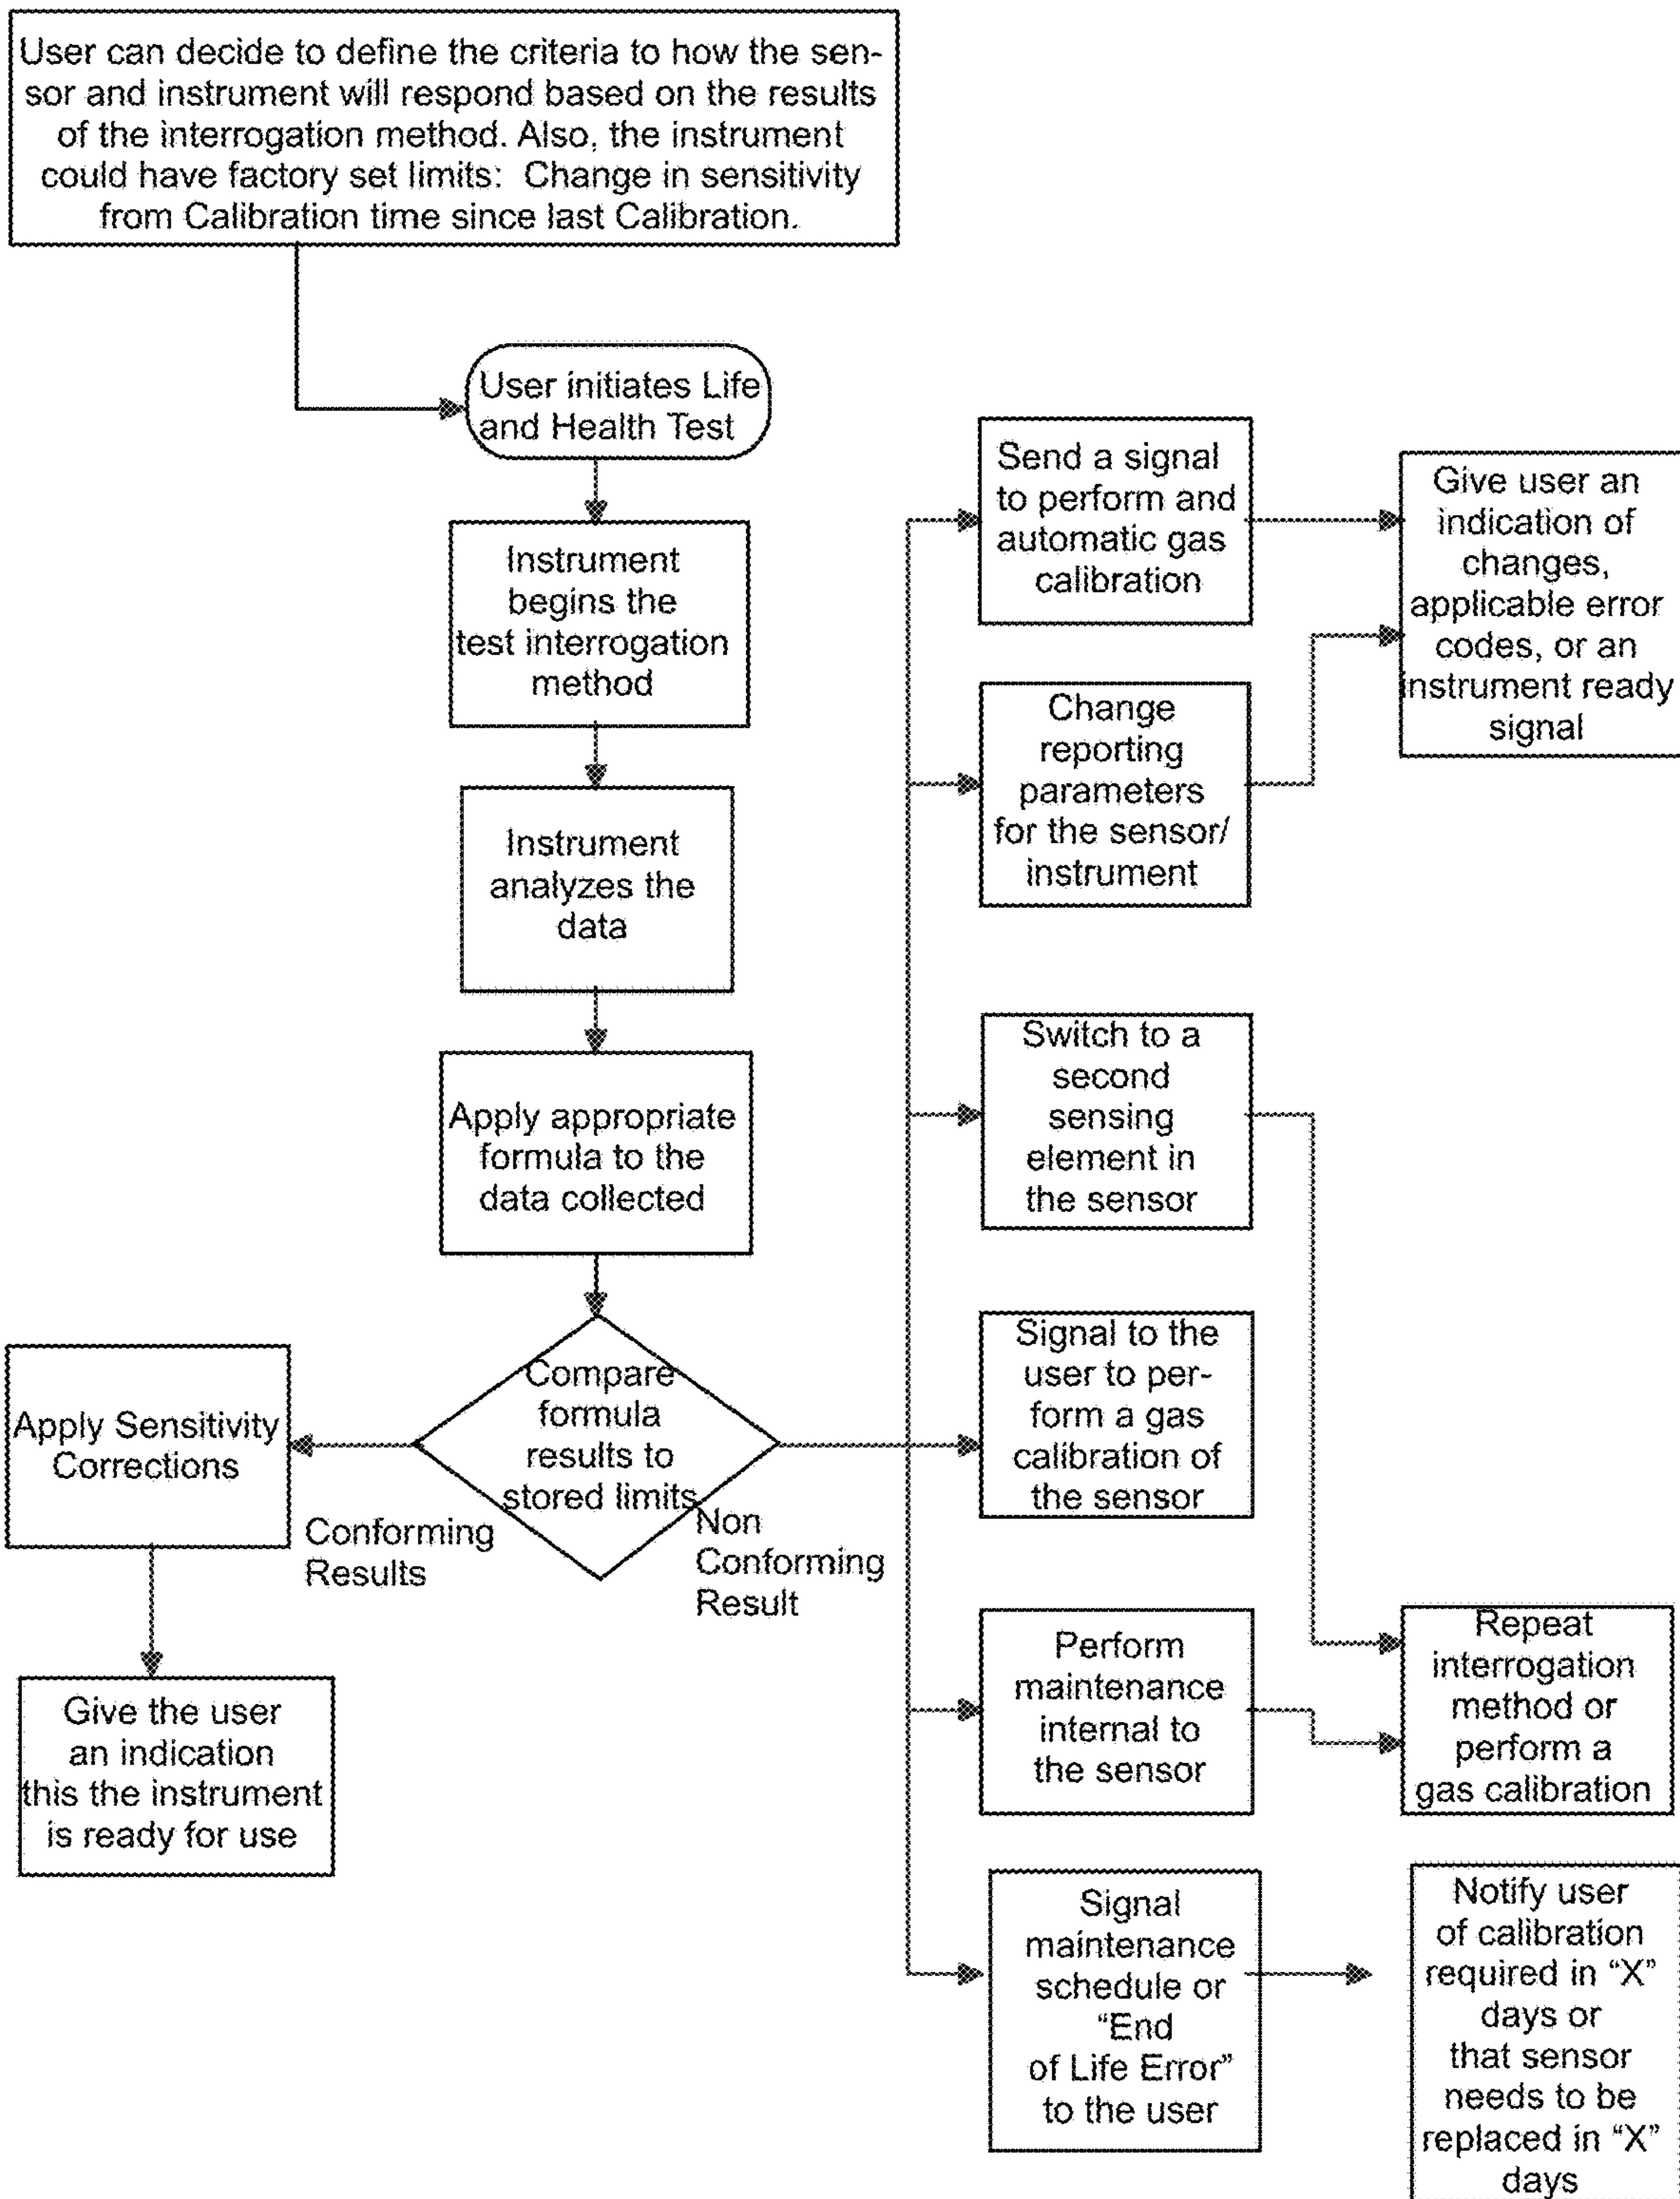 User can decide to define the criteria to how the sen-
sor and instrument will respond based on the results
of the interrogation method. Also, the instrument
could have factory set limits: Change in sensitivity
from Calibration time since last Calibration.
User initiates Life
and Health Test
Instrument
begins the
test interrogation
method
Instrument
analyzes the
data
Apply appropriate
formula to the
data collected
Compare
formula
results to
stored limits
Conforming
Results
Apply Sensitivity
Corrections
Give the user
an indication
this the instrument
is ready for use
Non
Conforming
Result
Send a signal
to perform and
automatic gas
calibration
Change
reporting
parameters
for the sensor/
instrument
Give user an
indication of
changes,
applicable error
codes, or an
instrument ready
signal
Switch to a
second
sensing
element in
the sensor
Signal to the
user to per-
form a gas
calibration of
the sensor
Perform
maintenance
internal to
the sensor
Repeat
interrogation
method or
perform a
gas calibration
Signal
maintenance
schedule or
“End
of Life Error”
to the user
Notify user
of calibration
required in “X”
days or
that sensor
needs to be
replaced in “X”
days